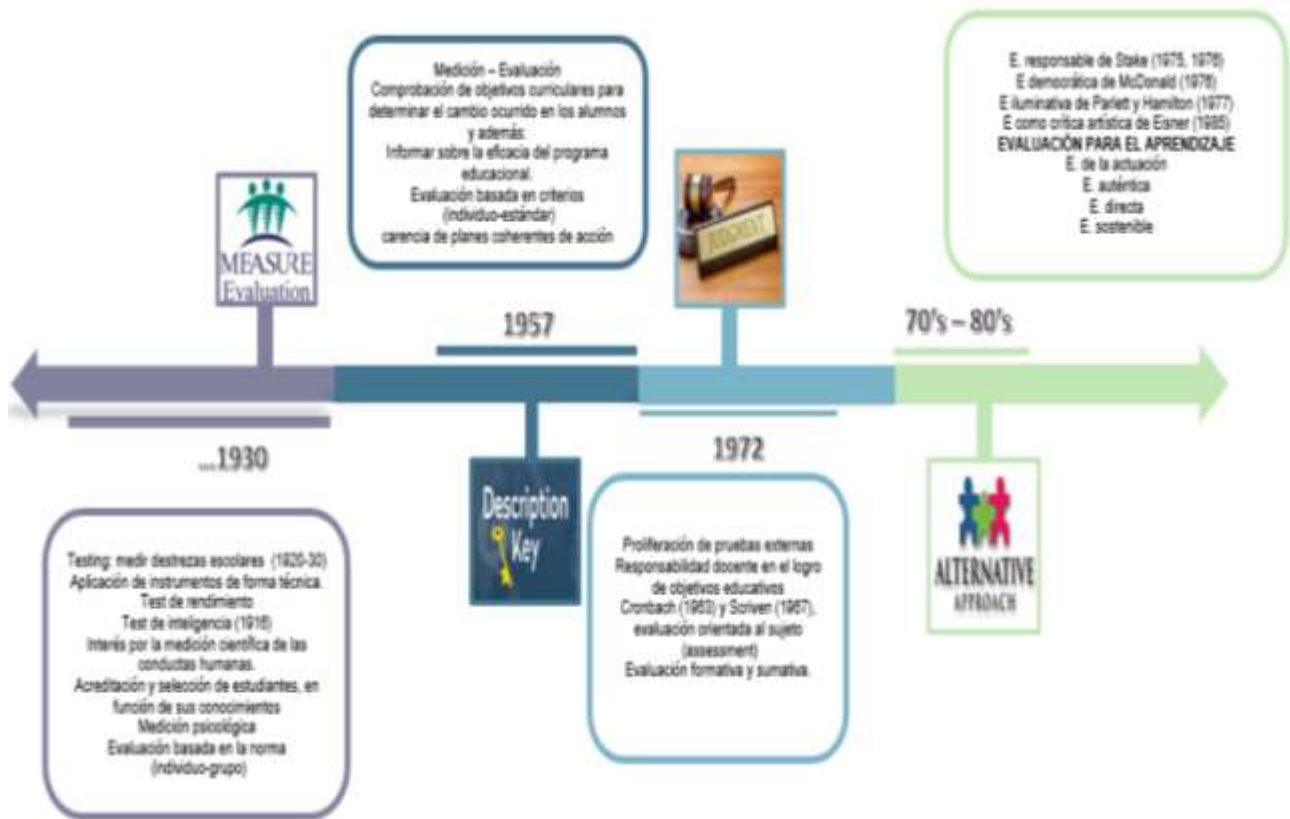 Medición – Evaluación
Comprobación de objetivos curriculares para
determinar el cambio ocurrido en los alumnos
y además:
Informar sobre la eficacia del programa
educacional.
Evaluación basada en criterios
(individuo-estándar)
carencia de planes coherentes de acción
E. responsable de Stake (1975, 1976)
E democrática de McDonald (1976)
E iluminativa de Parlett y Hamilton (1977)
E como crítica artística de Eisner (1985)
EVALUACIÓN PARA EL APRENDIZAJE
E. de la actuación
E. auténtica
E. directa
E. sostenible
MEASURE
Evaluation
JUDGMENT
1957
70's – 80's
...1930
1972
Description
Key
ALTERNATIVE
APPROACH
Testing: medir destrezas escolares (1920-30)
Aplicación de instrumentos de forma técnica.
Test de rendimiento
Test de inteligencia (1916)
Interés por la medición científica de las
conductas humanas.
Acreditación y selección de estudiantes, en
función de sus conocimientos
Medición psicológica
Evaluación basada en la norma
(individuo-grupo)
Proliferación de pruebas externas
Responsabilidad docente en el logro
de objetivos educativos
Cronbach (1963) y Scriven (1967),
evaluación orientada al sujeto
(assessment)
Evaluación formativa y sumativa.